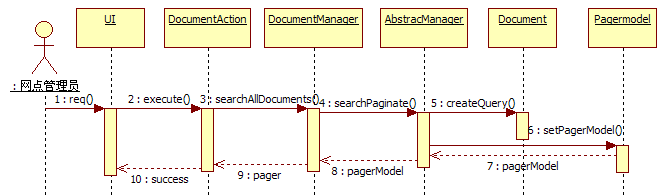 UI
DocumentAction
DocumentManager
AbstracManager
Document
Pagermodel
: 网点管理员
1 : req()
2 : execute()
3 : searchAllDocuments()
4 : searchPaginate()
5 : createQuery()
6 : setPagerModel()
7 : pagerModel
8 : pagerModel
9 : pager
10 : success